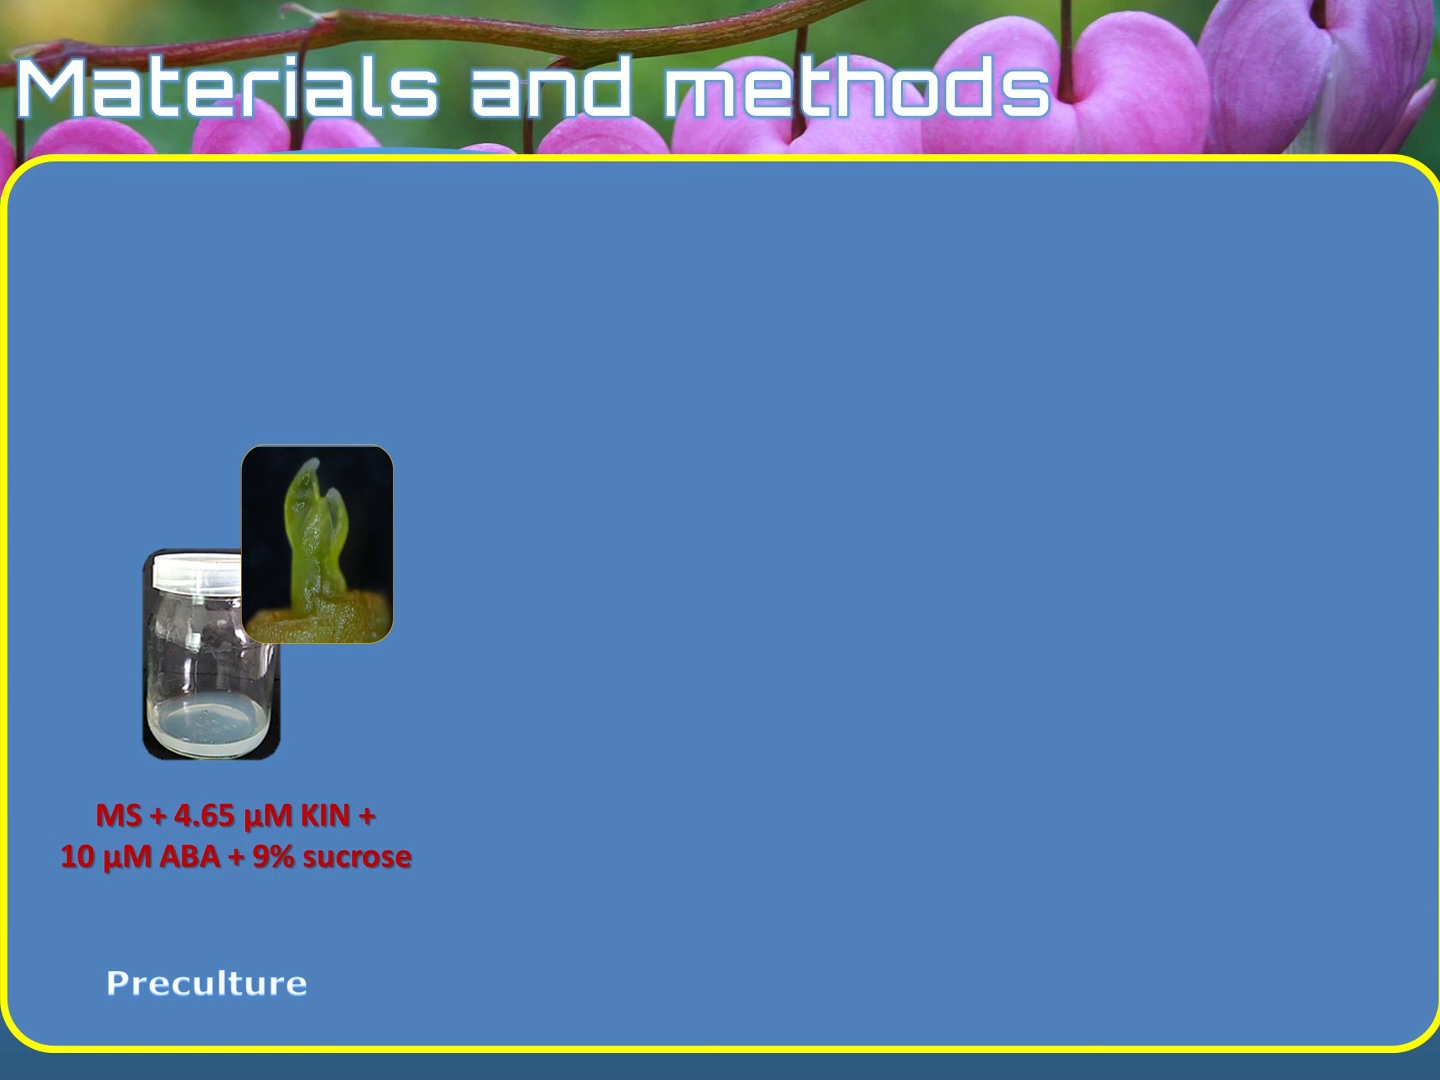 Materials and methods
MS + 4.65 µM KIN +
10 µM ABA + 9% sucrose
Preculture